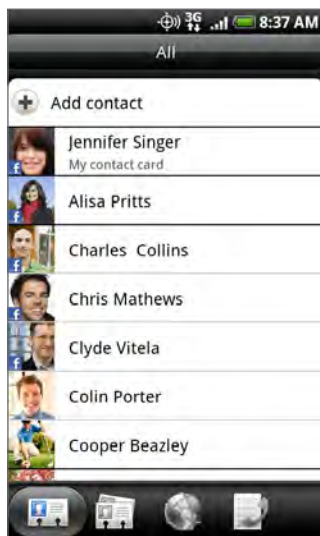 3G 8:37 AM
All
Add contact
Jennifer Singer
My contact card
Alisa Pritts
Charles Collins
Chris Mathews
Clyde Vitela
Colin Porter
Cooper Beazley